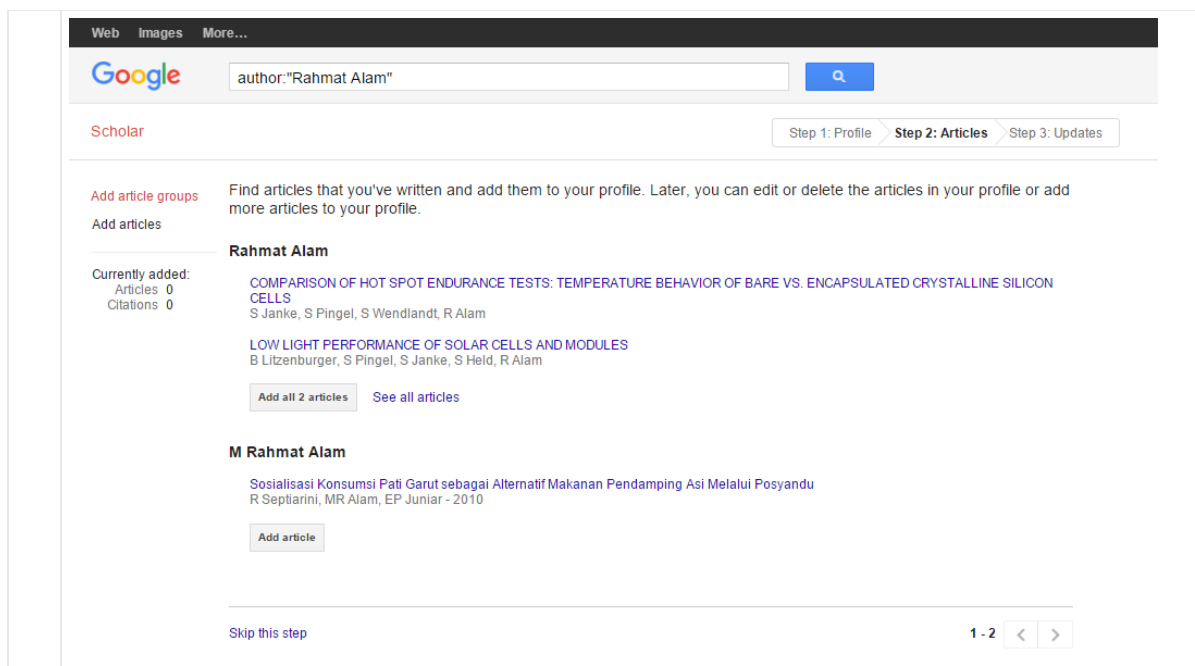 Web Images More...
Google
author:"Rahmat Alam"
Scholar
Step 1: Profile Step 2: Articles Step 3: Updates
Add article groups
Add articles
Currently added:
Articles 0
Citations 0
Find articles that you've written and add them to your profile. Later, you can edit or delete the articles in your profile or add
more articles to your profile.
Rahmat Alam
COMPARISON OF HOT SPOT ENDURANCE TESTS: TEMPERATURE BEHAVIOR OF BARE VS. ENCAPSULATED CRYSTALLINE SILICON
CELLS
S Janke, S Pingel, S Wendlandt, R Alam
LOW LIGHT PERFORMANCE OF SOLAR CELLS AND MODULES
B Litzenburger, S Pingel, S Janke, S Held, R Alam
Add all 2 articles See all articles
M Rahmat Alam
Sosialisasi Konsumsi Pati Garut sebagai Alternatif Makanan Pendamping Asi Melalui Posyandu
R Septiarini, MR Alam, EP Juniar - 2010
Add article
Skip this step
1 - 2